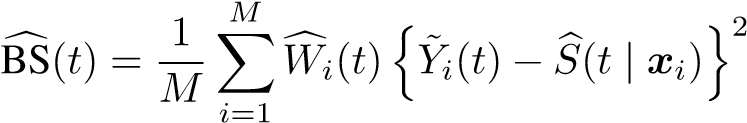 $\widehat{\mathrm{BS}}(t) = \frac{1}{M} \sum_{i=1}^{M} \widehat{W}_i(t) \left\{ \tilde{Y}_i(t) - \widehat{S}(t \mid \boldsymbol{x}_i) \right\}^2$